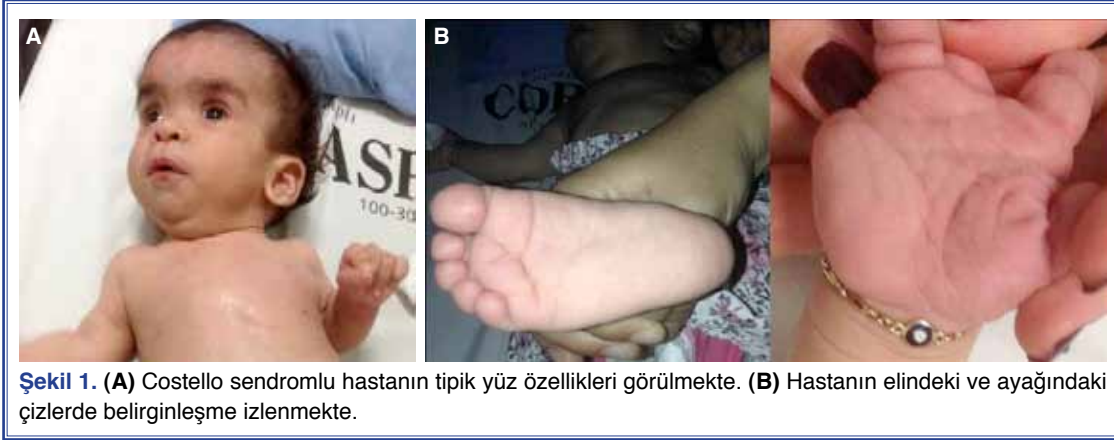 A
B
ASP
100-30
COR
Şekil 1. (A) Costello sendromlu hastanın tipik yüz özellikleri görülmekte. (B) Hastanın elindeki ve ayağındaki
çizlerde belirginleşme izlenmekte.